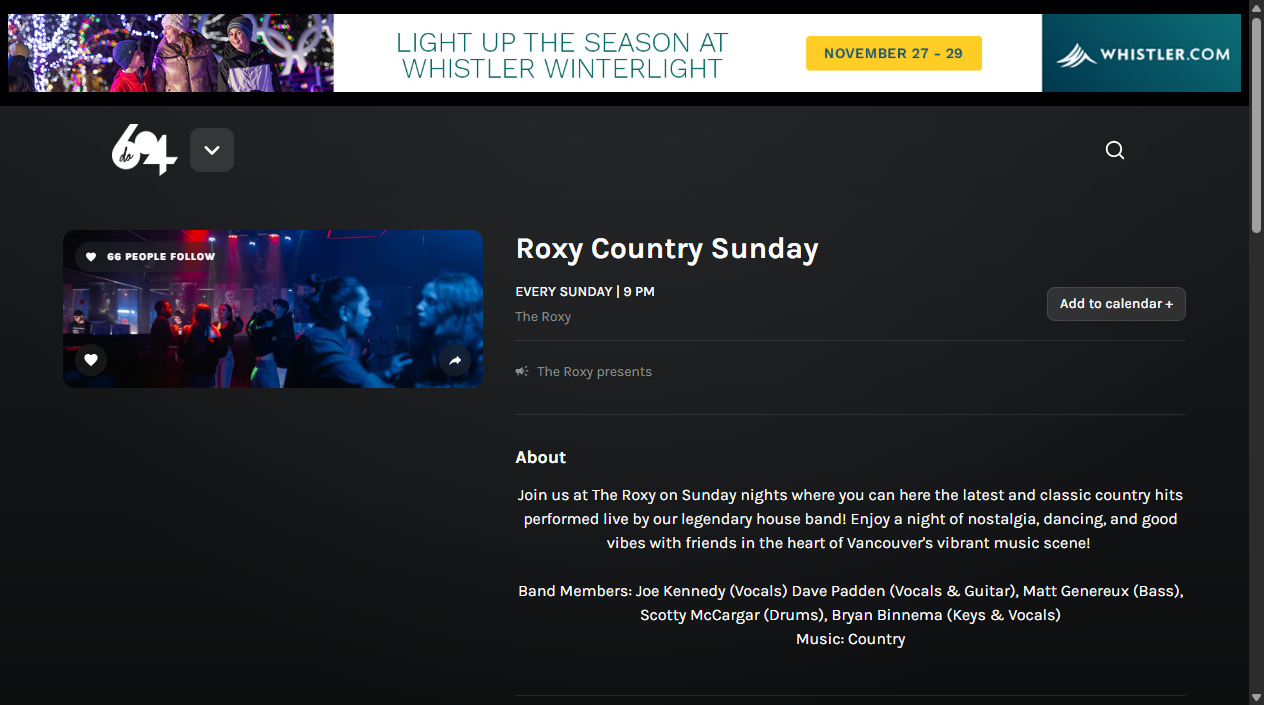 LIGHT UP THE SEASON AT
WHISTLER WINTERLIGHT
NOVEMBER 27 - 29
WHISTLER.COM
do604
66 PEOPLE FOLLOW
Roxy Country Sunday
EVERY SUNDAY | 9 PM
The Roxy
Add to calendar +
The Roxy presents
About
Join us at The Roxy on Sunday nights where you can here the latest and classic country hits
performed live by our legendary house band! Enjoy a night of nostalgia, dancing, and good
vibes with friends in the heart of Vancouver's vibrant music scene!
Band Members: Joe Kennedy (Vocals) Dave Padden (Vocals & Guitar), Matt Genereux (Bass),
Scotty McCargar (Drums), Bryan Binnema (Keys & Vocals)
Music: Country